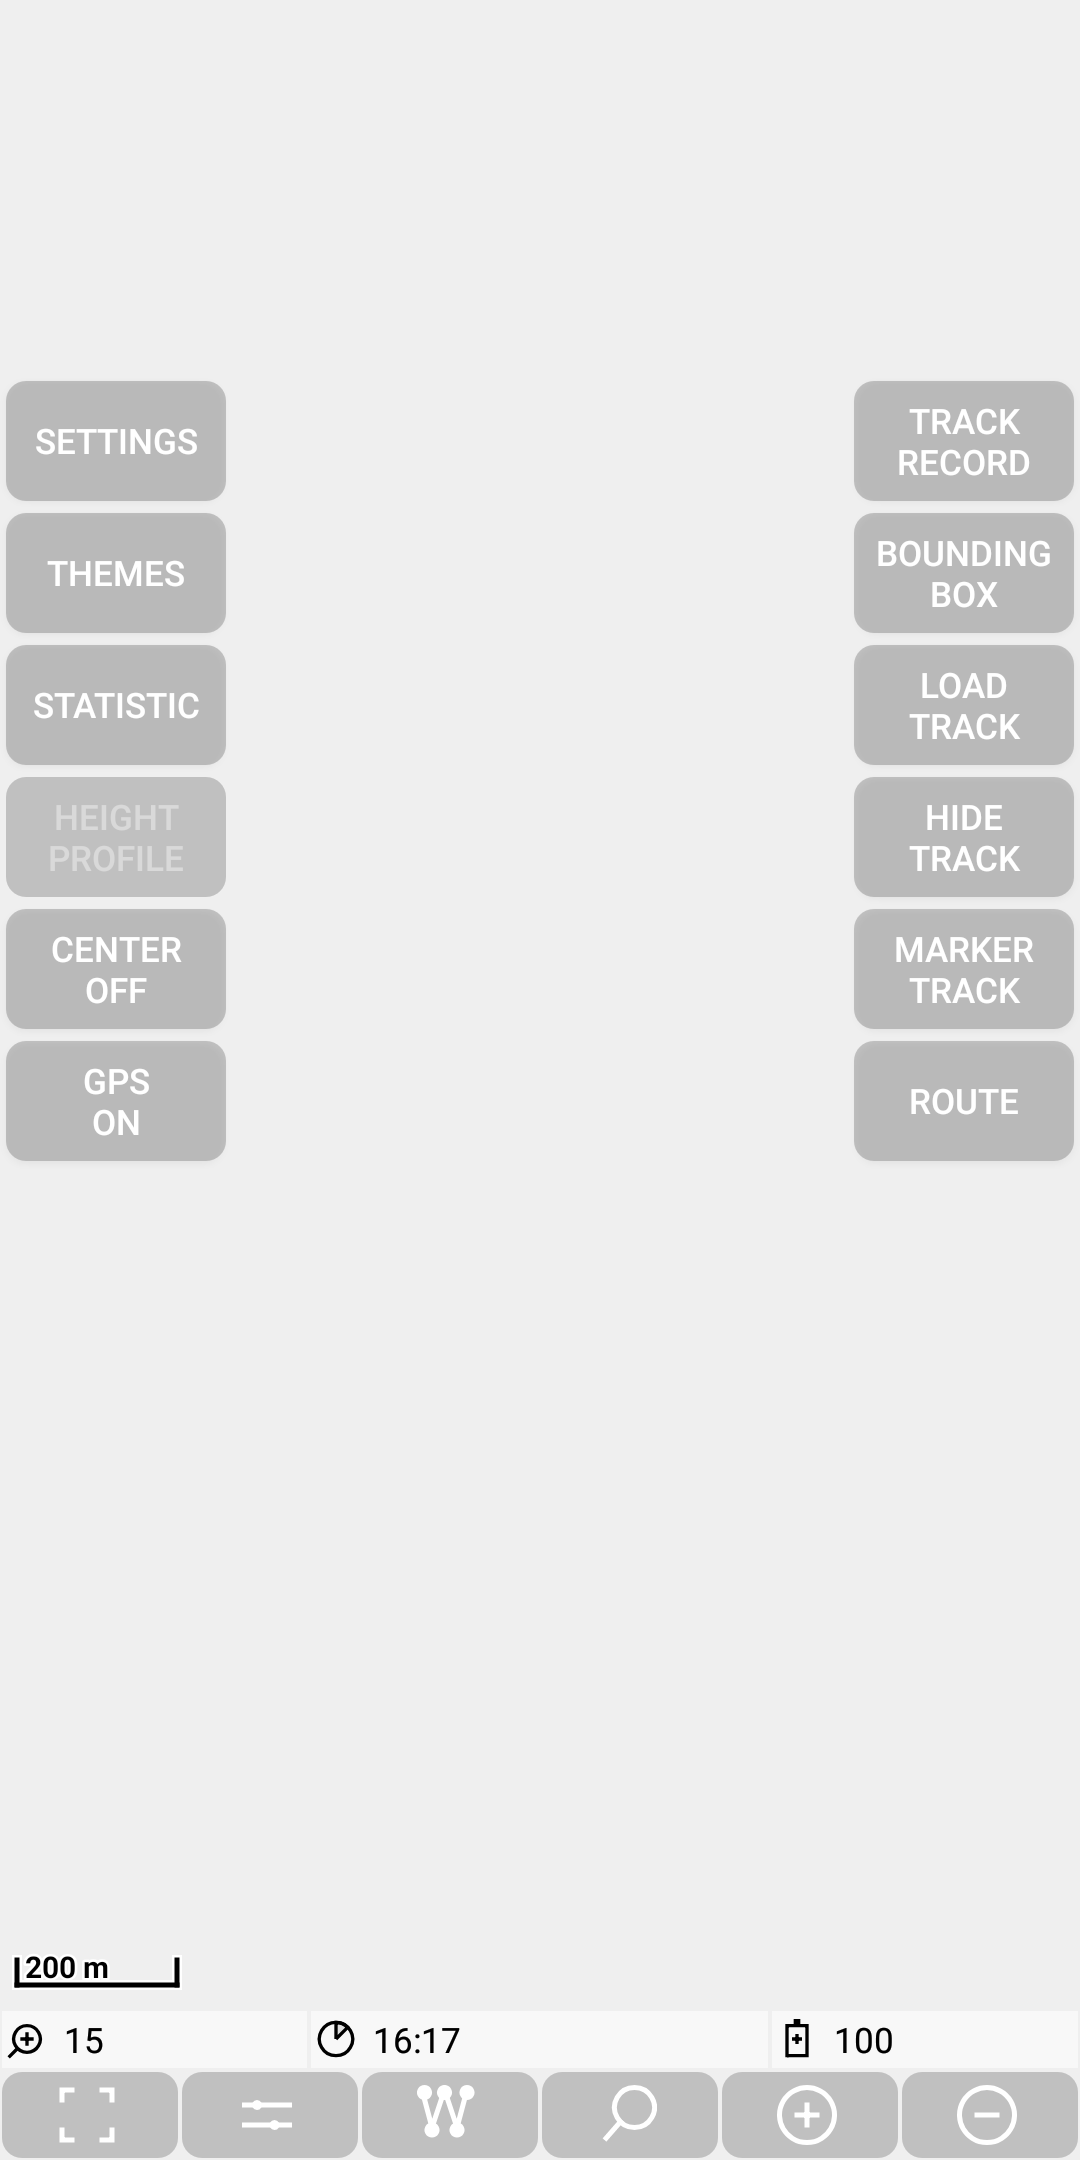 SETTINGS
THEMES
STATISTIC
HEIGHT
PROFILE
CENTER
OFF
GPS
ON
TRACK
RECORD
BOUNDING
BOX
LOAD
TRACK
HIDE
TRACK
MARKER
TRACK
ROUTE
200 m
15
16:17
100